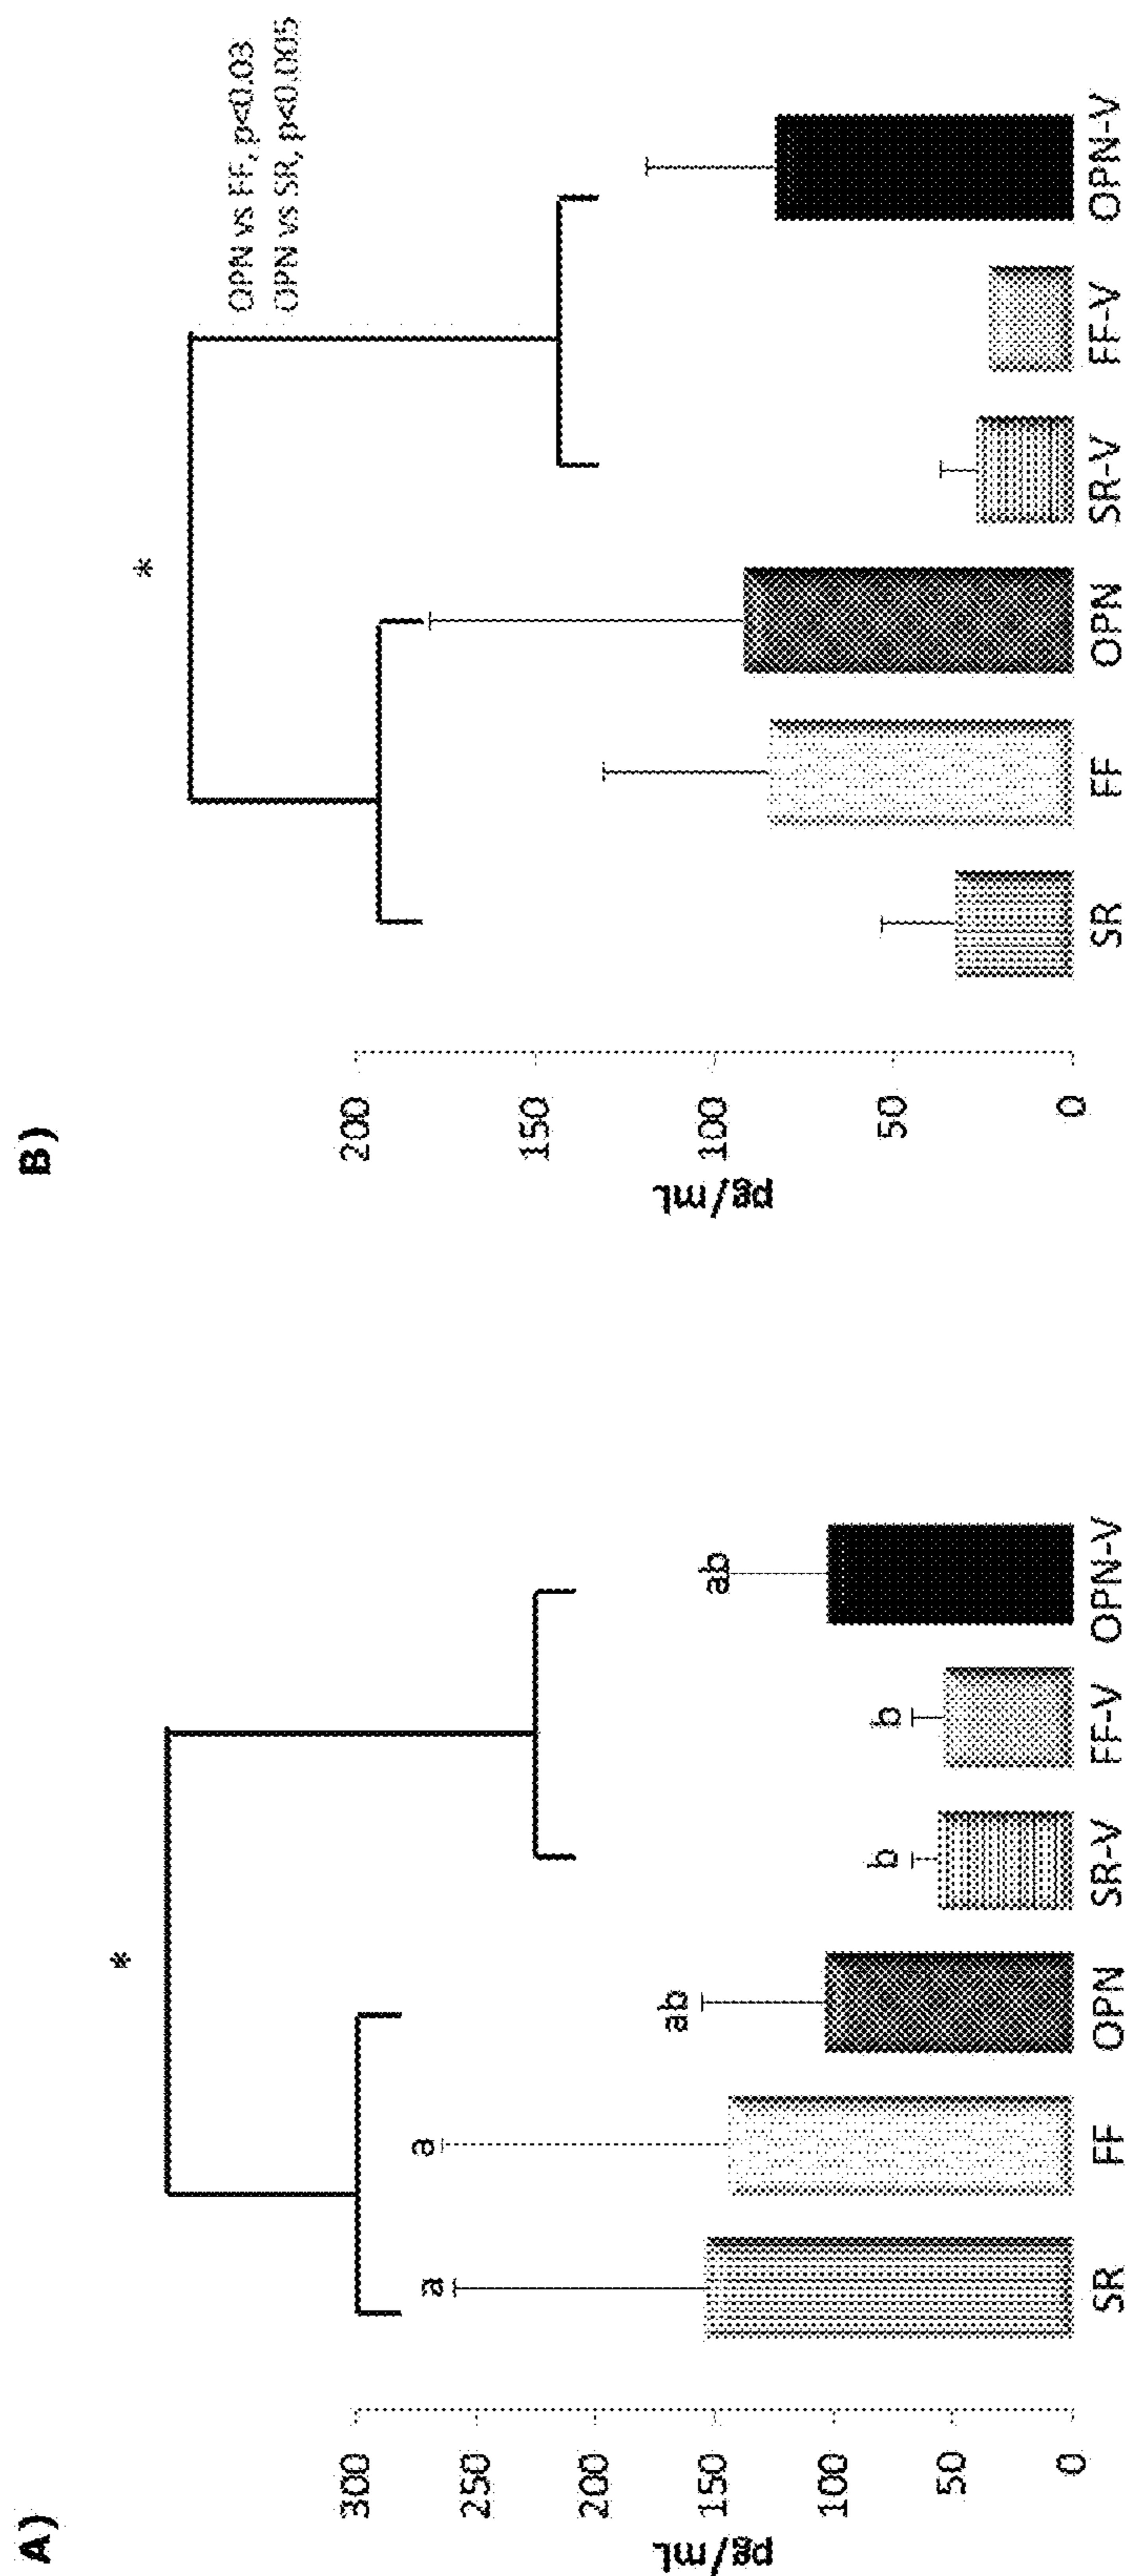 A)
*
pg/mL
300
250
200
150
100
50
0
a
a
ab
b
b
ab
SR
FF
OPN
SR-V
FF-V
OPN-V
B)
*
OPN vs FF, p<0.03
OPN vs SR, p<0.005
pg/mL
200
150
100
50
0
SR
FF
OPN
SR-V
FF-V
OPN-V